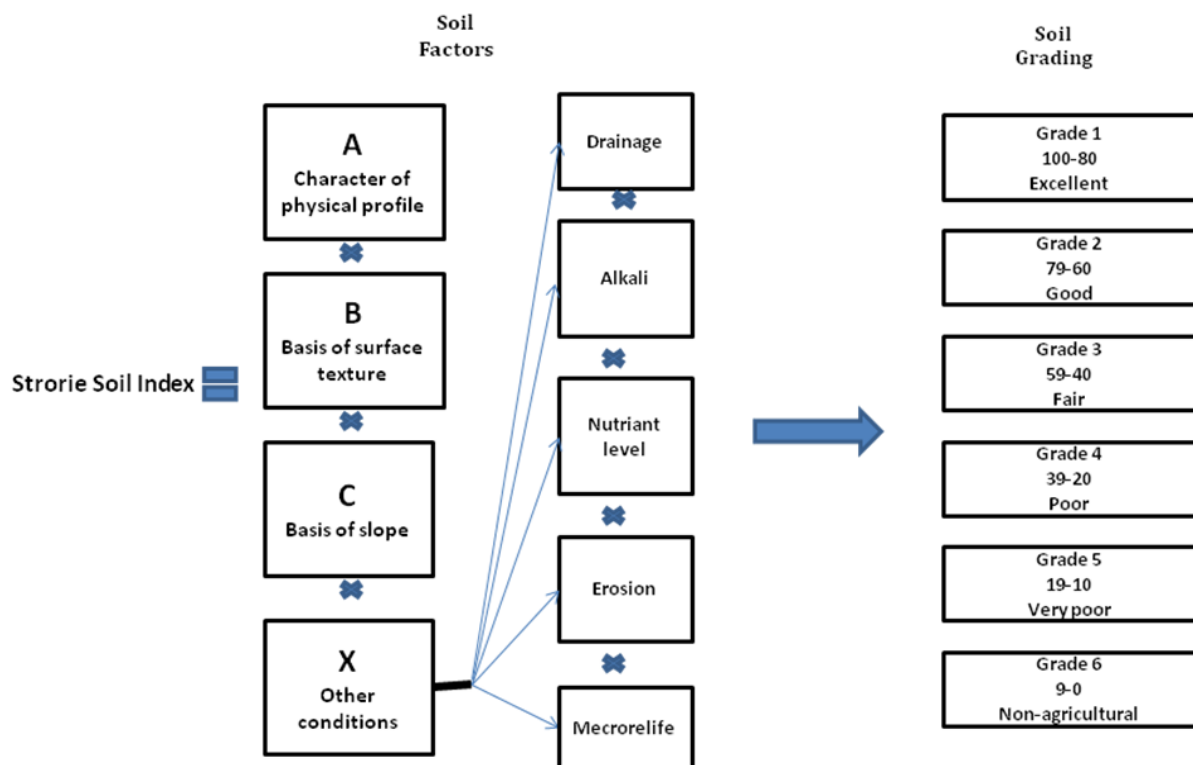 Soil
Factors
Soil
Grading
Strorie Soil Index
A
Character of
physical profile
B
Basis of surface
texture
C
Basis of slope
X
Other
conditions
Drainage
Alkali
Nutriant
level
Erosion
Mecrorelife
Grade 1
100-80
Excellent
Grade 2
79-60
Good
Grade 3
59-40
Fair
Grade 4
39-20
Poor
Grade 5
19-10
Very poor
Grade 6
9-0
Non-agricultural